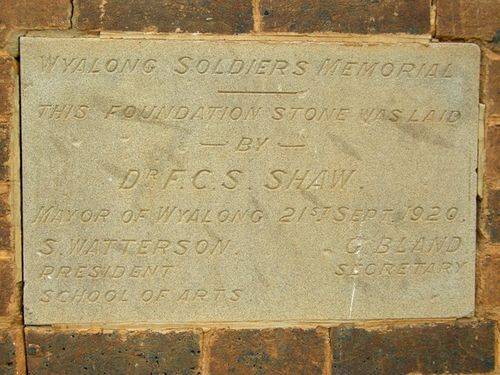 WYALONG SOLDIERS MEMORIAL
THIS FOUNDATION STONE WAS LAID
— BY —
DR F.C.S. SHAW.
MAYOR OF WYALONG 21ST SEPT. 1920.
S. WATTERSON. G BLAND
PRESIDENT SECRETARY
SCHOOL OF ARTS